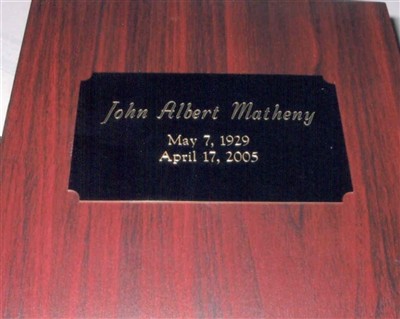 John Albert Matheny
May 7, 1929
April 17, 2005